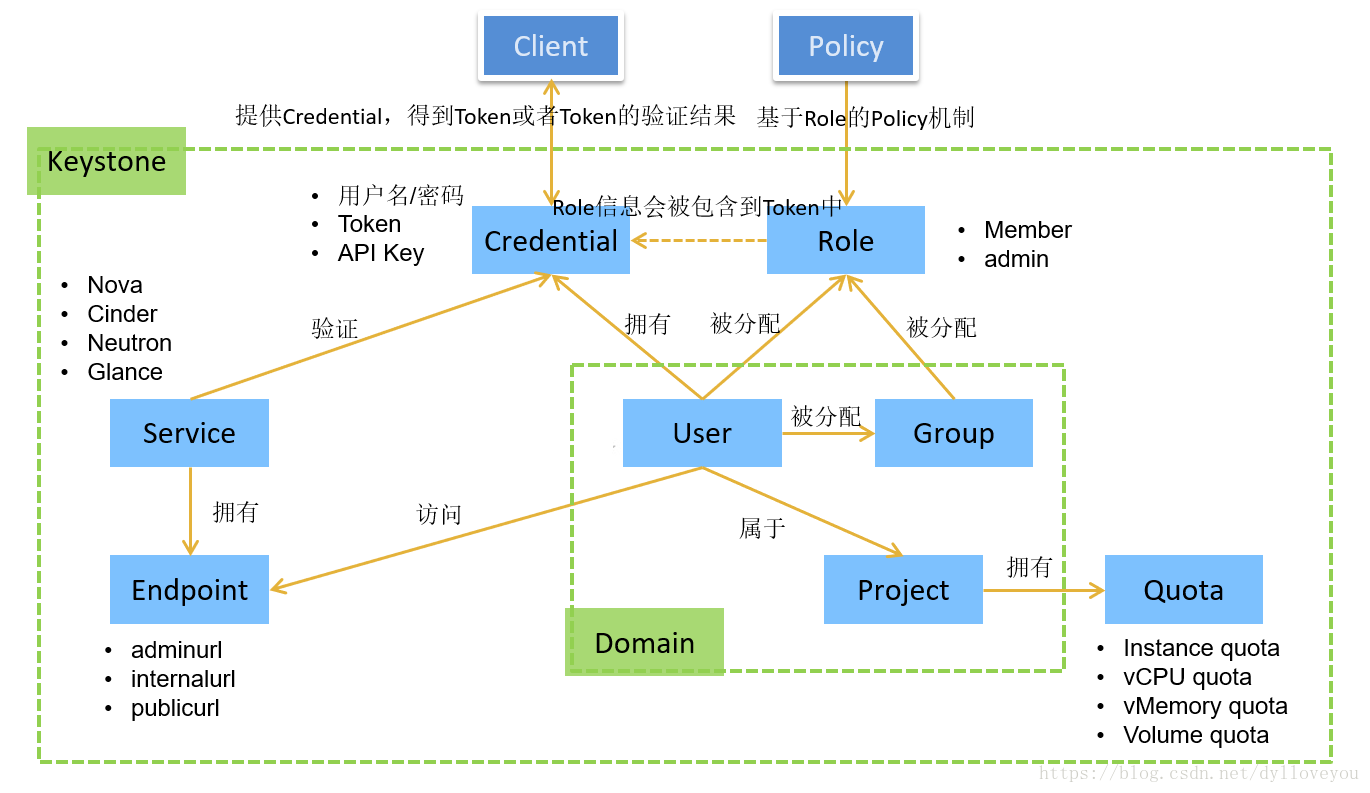 Client
Policy
提供Credential，得到Token或者Token的验证结果
基于Role的Policy机制
Keystone
• 用户名/密码
• Token
• API Key
Role信息会被包含到Token中
Credential
Role
• Member
• admin
• Nova
• Cinder
• Neutron
• Glance
验证
拥有
被分配
被分配
Service
User
被分配
Group
拥有
访问
属于
Endpoint
Project
拥有
Quota
Domain
• adminurl
• internalurl
• publicurl
• Instance quota
• vCPU quota
• vMemory quota
• Volume quota
https://blog.csdn.net/dylloveyou